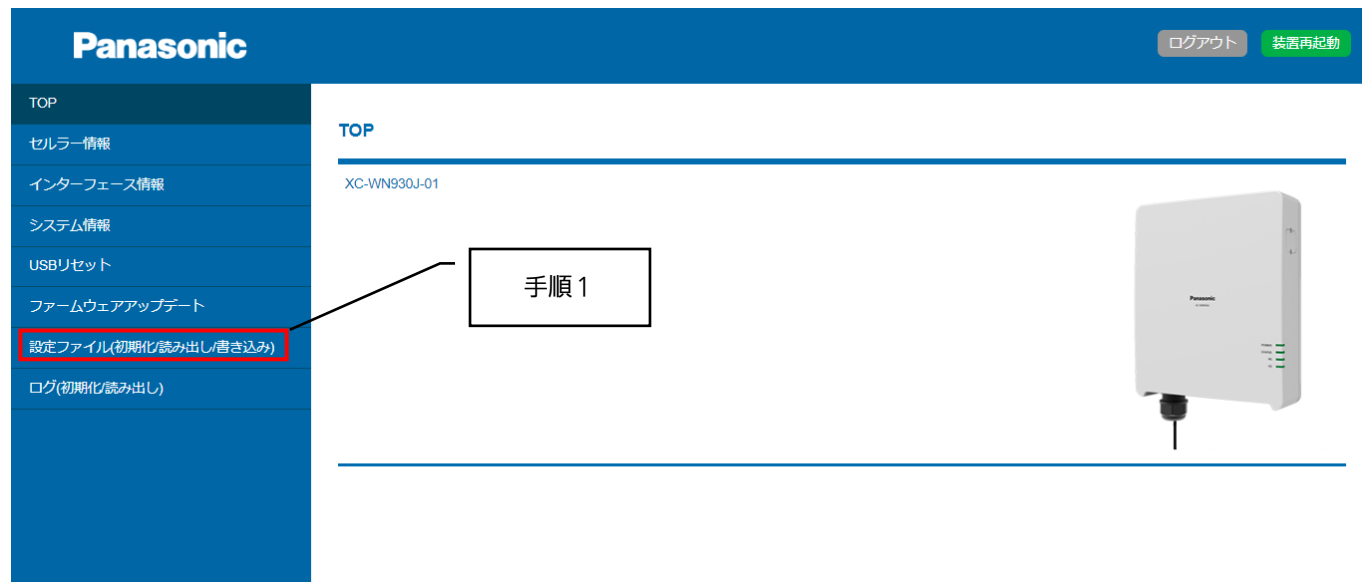 Panasonic
ログアウト
装置再起動
TOP
セルラー情報
インターフェース情報
システム情報
USBリセット
ファームウェアアップデート
設定ファイル(初期化/読み出し/書き込み)
ログ(初期化/読み出し)
TOP
XC-WN930J-01
手順1
Panasonic